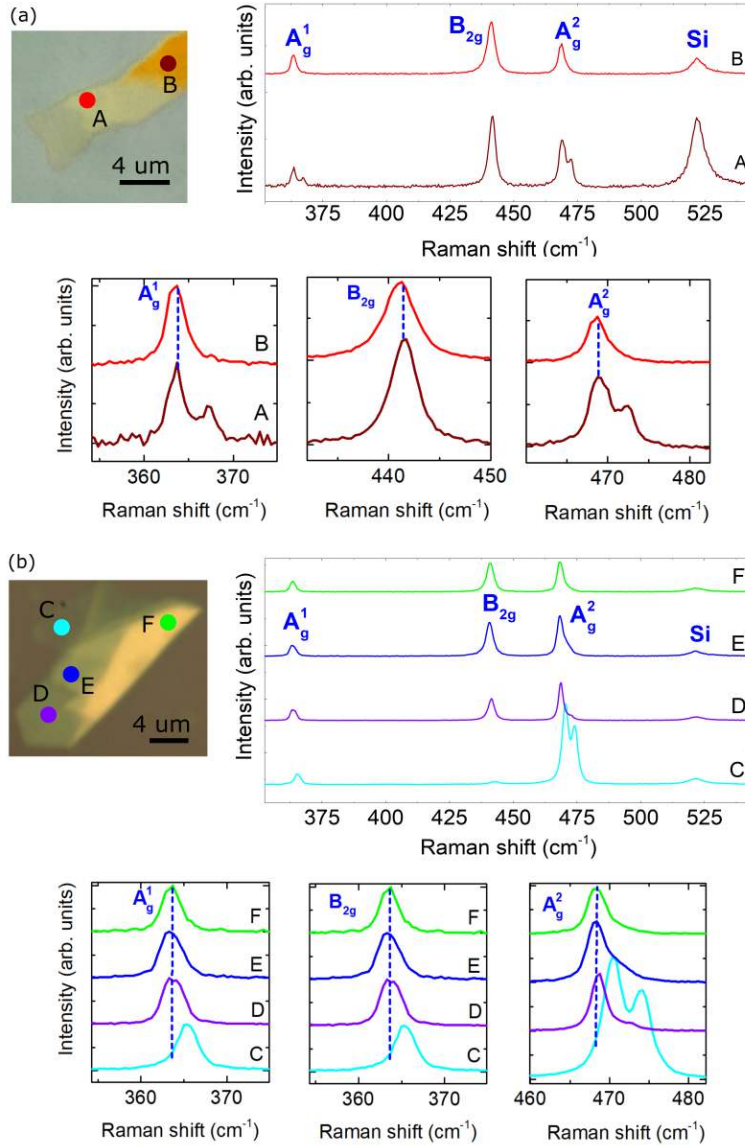 (a)
A
B
4 um
Intensity (arb. units)
A¹g
B2g
A²g
Si
B
A
375 400 425 450 475 500 525
Raman shift (cm⁻¹)
Intensity (arb. units)
A¹g
B
A
360 370
Raman shift (cm⁻¹)
B2g
440 450
Raman shift (cm⁻¹)
A²g
470 480
Raman shift (cm⁻¹)
(b)
C
F
E
D
4 um
Intensity (arb. units)
A¹g
B2g
A²g
Si
F
E
D
C
375 400 425 450 475 500 525
Raman shift (cm⁻¹)
Intensity (arb. units)
A¹g
F
E
D
C
360 370
Raman shift (cm⁻¹)
B2g
F
E
D
C
360 370
Raman shift (cm⁻¹)
A²g
F
E
D
C
460 470 480
Raman shift (cm⁻¹)